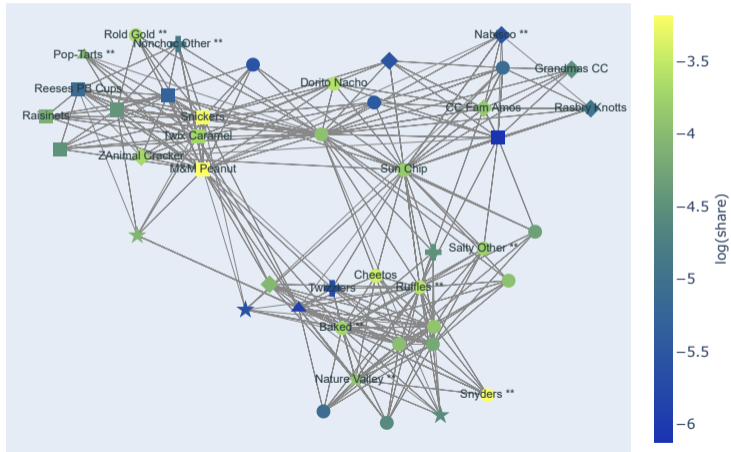 Rold Gold **
Nonchoc Other **
Nabisco **
Pop-Tarts **
Grandmas CC
Dorito Nacho
Reeses PB Cups
CC Fam Amos
Rasbry Knotts
Raisinets
Snickers
Twix Caramel
ZAnimal Cracker
M&M Peanut
Sun Chip
Salty Other **
Cheetos
Twizzlers
Ruffles **
Baked **
Nature Valley **
Snyders **
−3.5
−4
−4.5
−5
−5.5
−6
log(share)